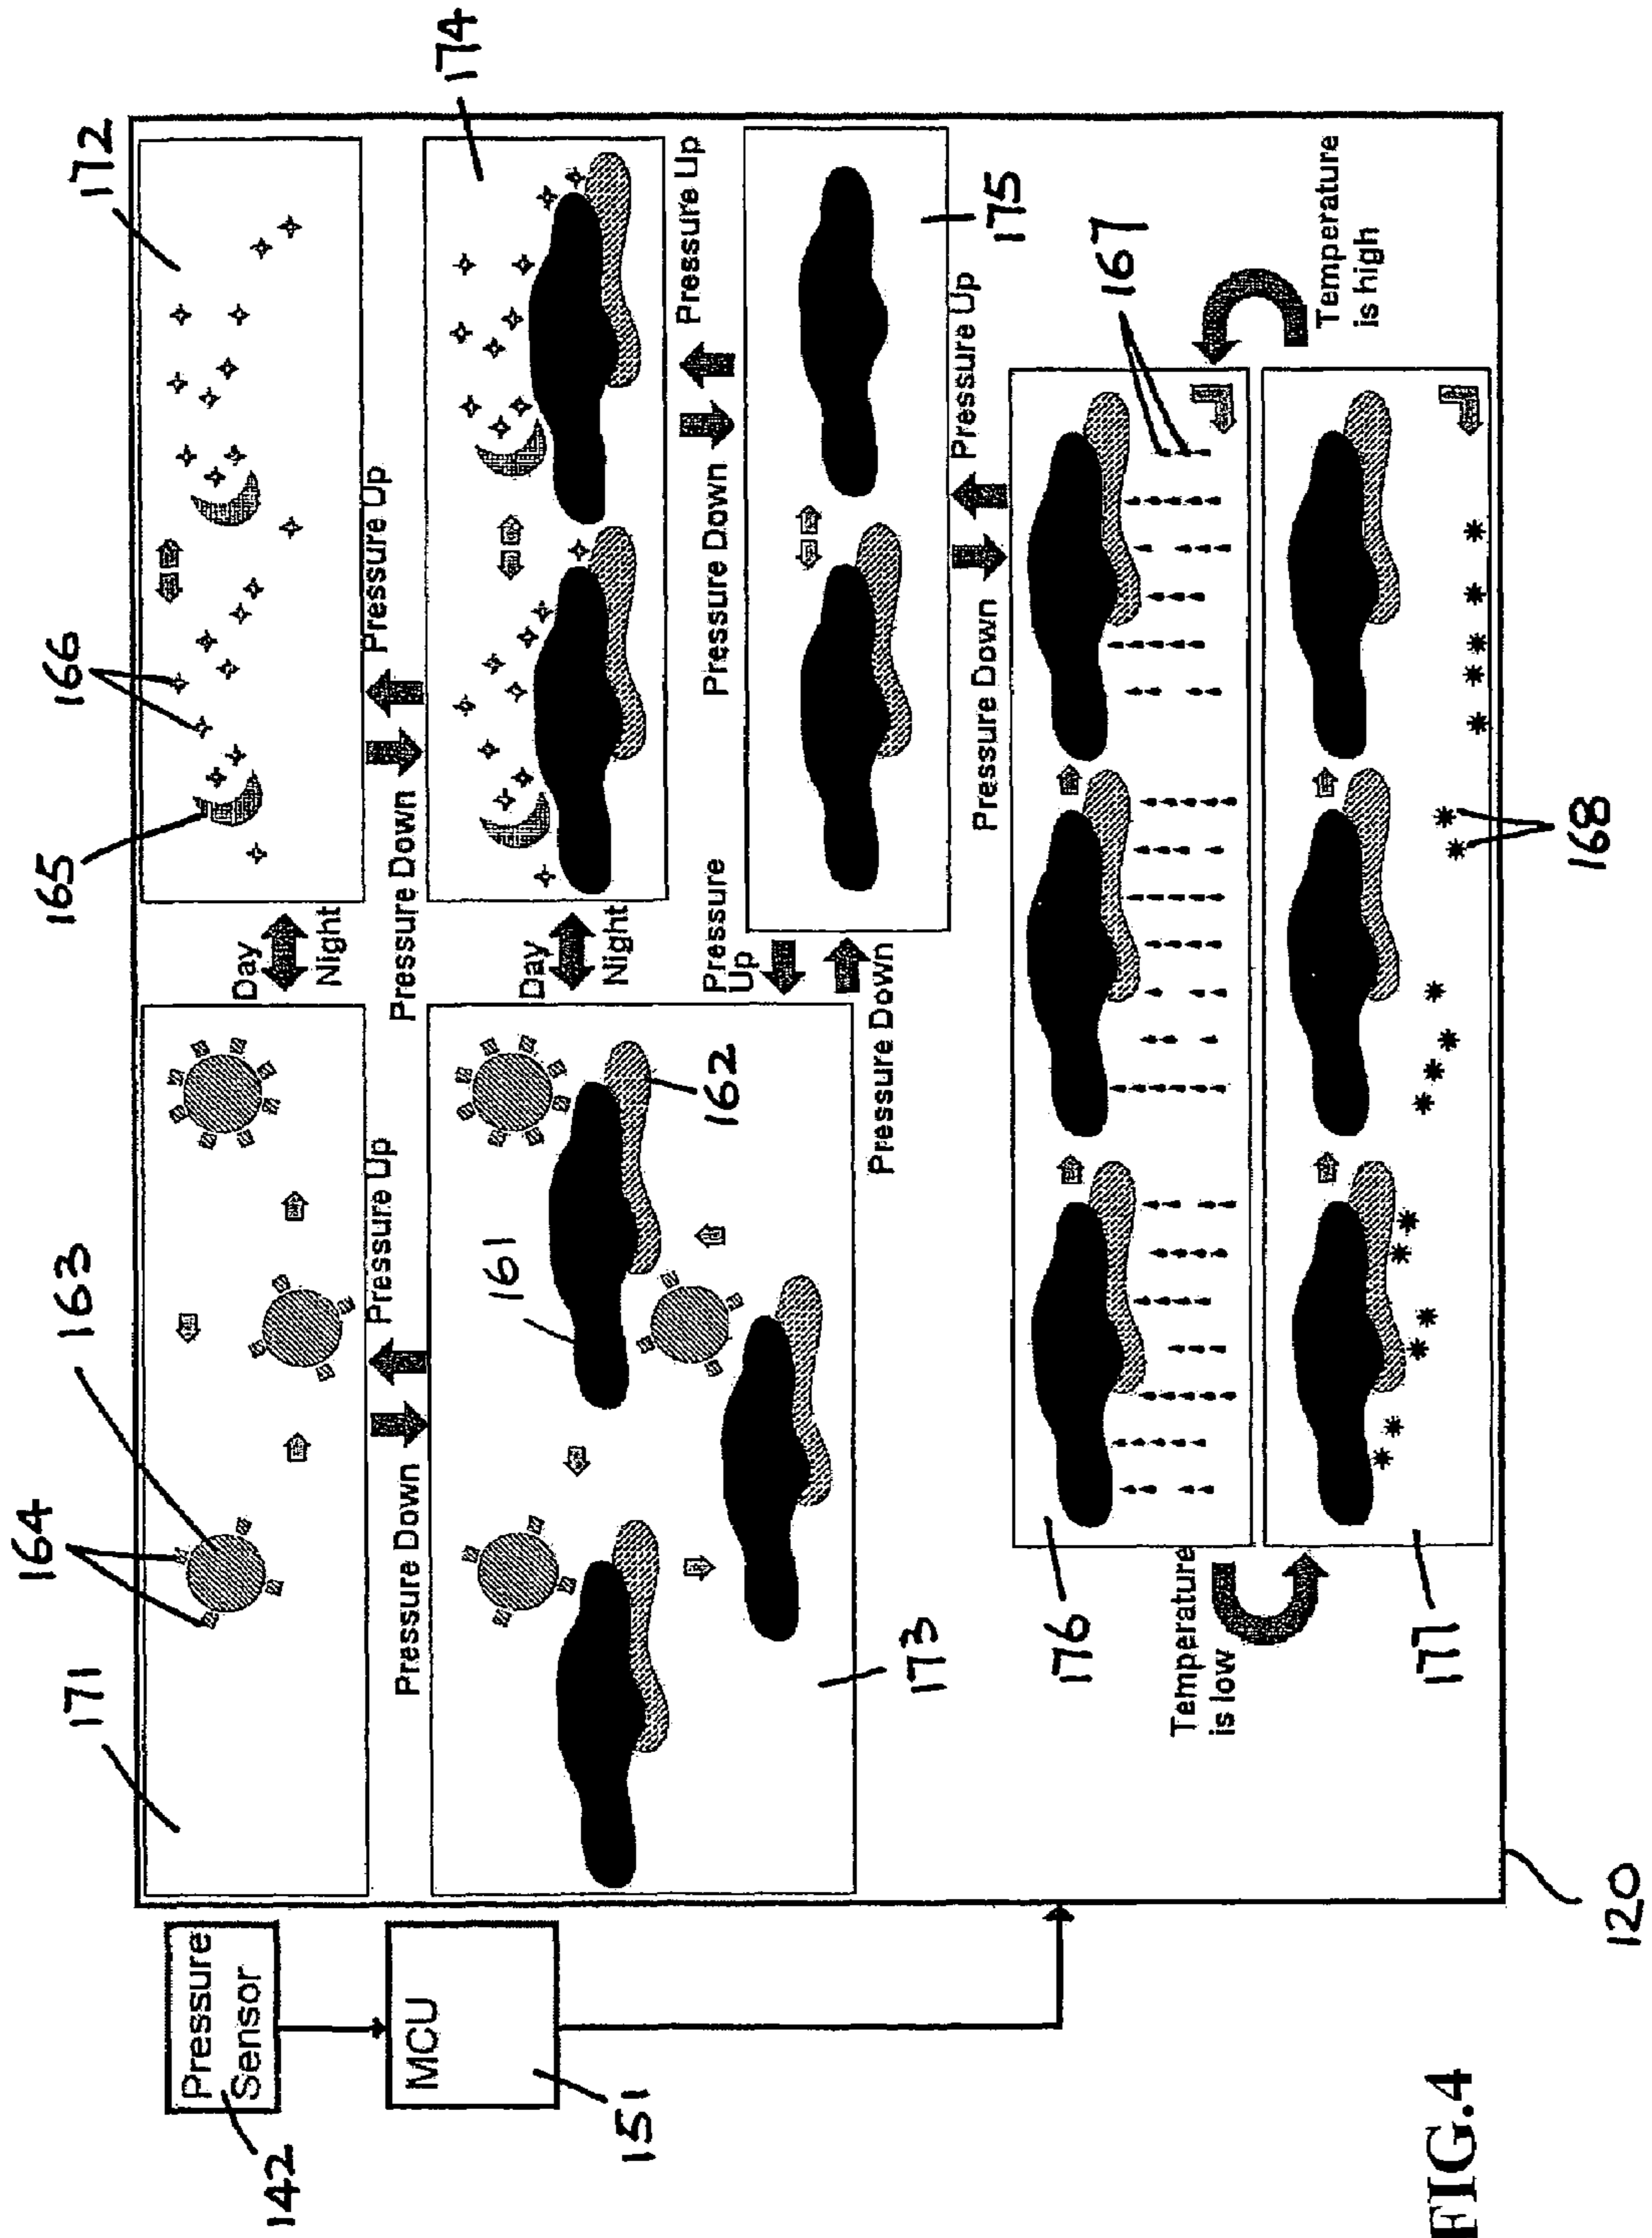 142
Pressure
Sensor
MCU
151
171
164
163
165
166
172
174
Day
Night
Pressure Down
Pressure Up
Pressure Down
Pressure Up
161
162
Day
Night
173
Pressure
Up
Pressure Down
Pressure Down
Pressure Up
175
Pressure Down
Pressure Up
167
176
Temperature
is low
Temperature
is high
177
168
120
FIG.4